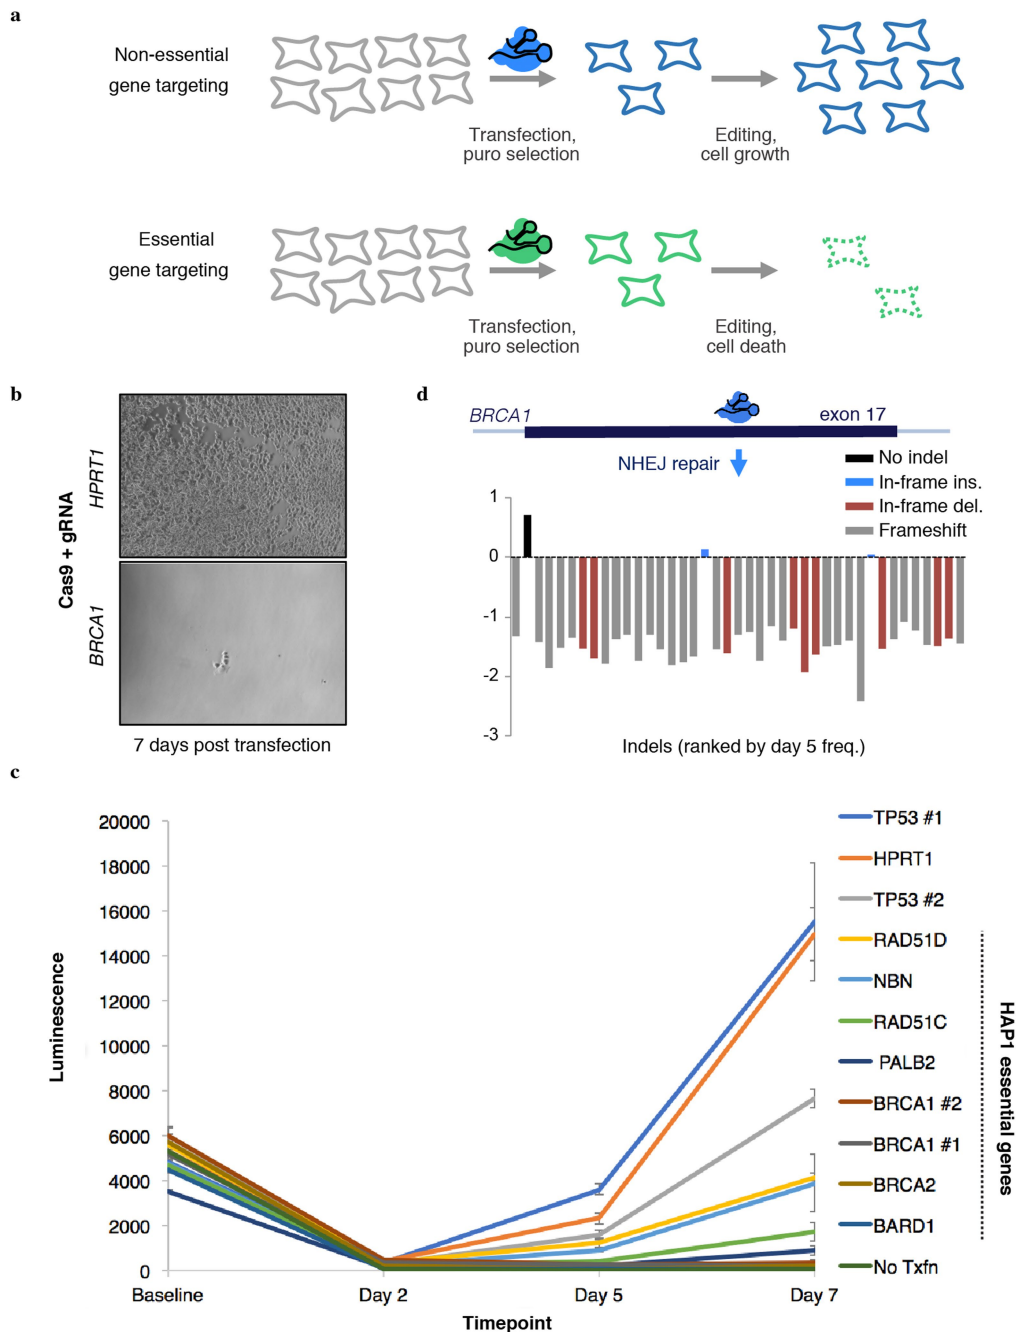 a
Non-essential
gene targeting
Transfection,
puro selection
Editing,
cell growth
Essential
gene targeting
Transfection,
puro selection
Editing,
cell death
b
Cas9 + gRNA
HPRT1
BRCA1
7 days post transfection
d
BRCA1
exon 17
NHEJ repair
No indel
In-frame ins.
In-frame del.
Frameshift
1
0
-1
-2
-3
Indels (ranked by day 5 freq.)
c
Luminescence
20000
18000
16000
14000
12000
10000
8000
6000
4000
2000
0
Baseline
Day 2
Day 5
Day 7
Timepoint
TP53 #1
HPRT1
TP53 #2
RAD51D
NBN
RAD51C
PALB2
BRCA1 #2
BRCA1 #1
BRCA2
BARD1
No Txfn
HAP1 essential genes